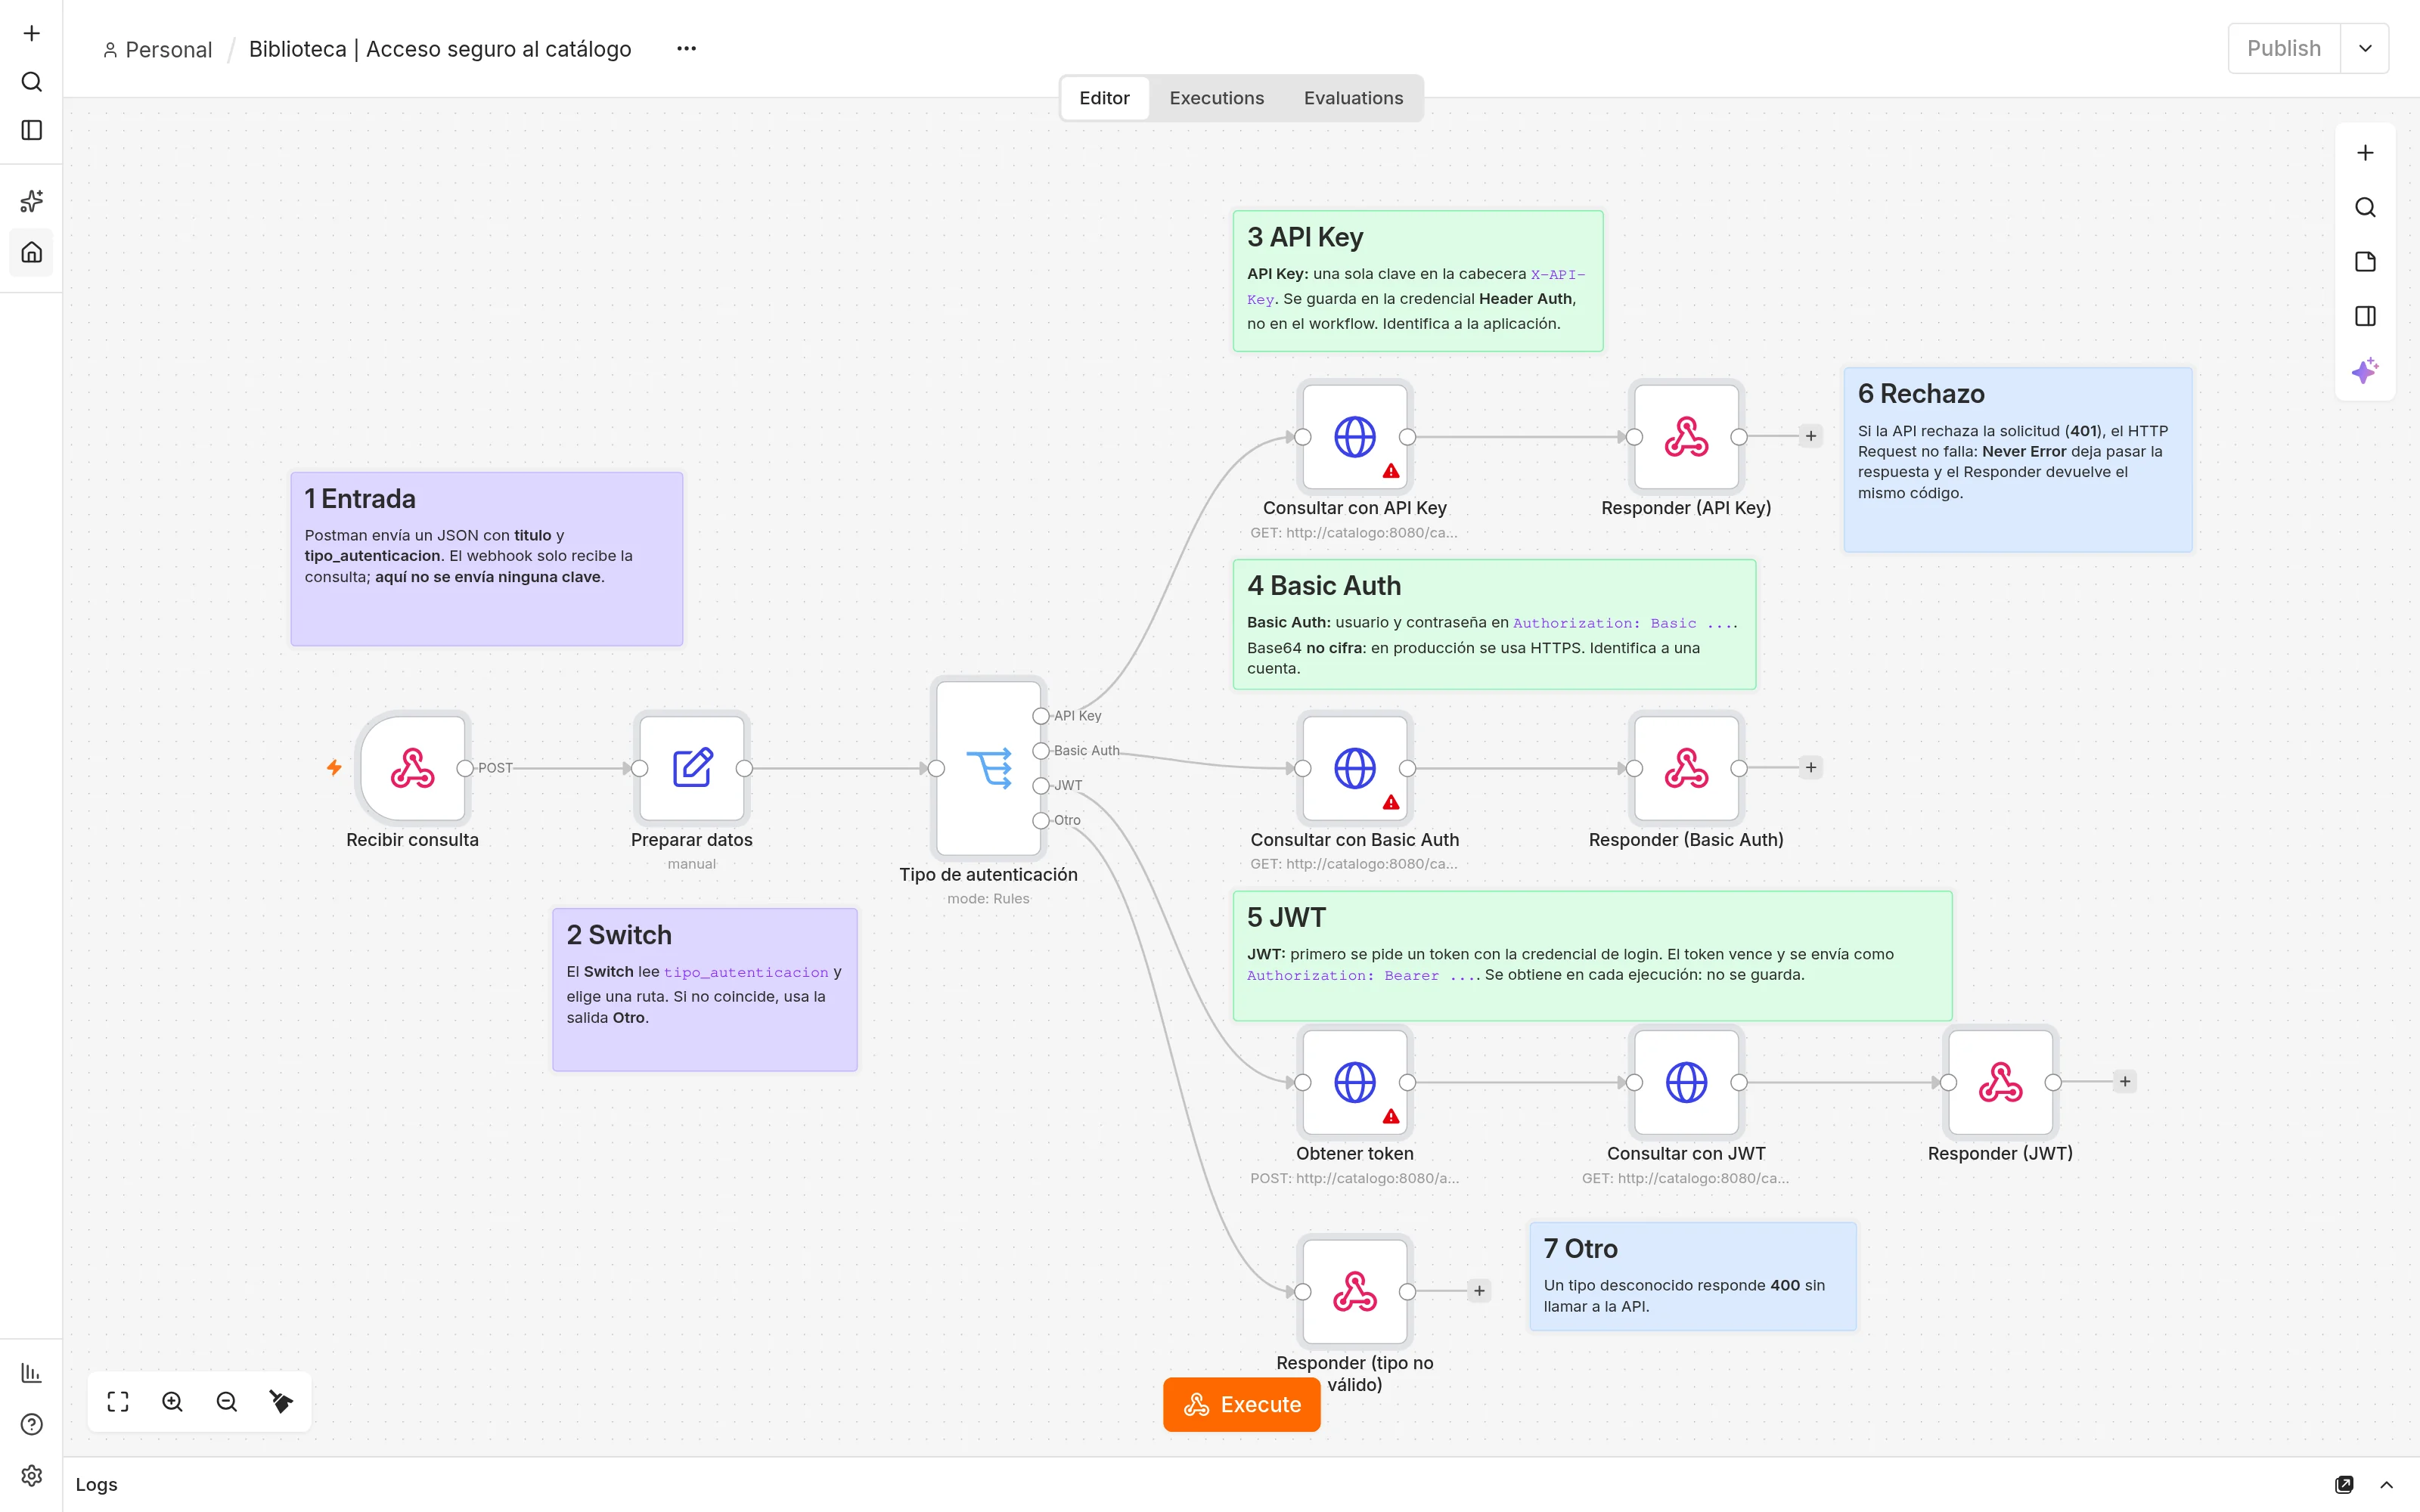 Personal / Biblioteca | Acceso seguro al catálogo
Publish
Editor
Executions
Evaluations
3 API Key
API Key: una sola clave en la cabecera X-API-
Key. Se guarda en la credencial Header Auth,
no en el workflow. Identifica a la aplicación.
6 Rechazo
Si la API rechaza la solicitud (401), el HTTP
Request no falla: Never Error deja pasar la
respuesta y el Responder devuelve el
mismo código.
Consultar con API Key
GET: http://catalogo:8080/ca...
Responder (API Key)
1 Entrada
Postman envía un JSON con titulo y
tipo_autenticacion. El webhook solo recibe la
consulta; aquí no se envía ninguna clave.
4 Basic Auth
Basic Auth: usuario y contraseña en Authorization: Basic ....
Base64 no cifra: en producción se usa HTTPS. Identifica a una
cuenta.
POST
Recibir consulta
Preparar datos
manual
API Key
Basic Auth
JWT
Otro
Tipo de autenticación
mode: Rules
Consultar con Basic Auth
GET: http://catalogo:8080/ca...
Responder (Basic Auth)
2 Switch
El Switch lee tipo_autenticacion y
elige una ruta. Si no coincide, usa la
salida Otro.
5 JWT
JWT: primero se pide un token con la credencial de login. El token vence y se envía como
Authorization: Bearer .... Se obtiene en cada ejecución: no se guarda.
Obtener token
POST: http://catalogo:8080/a...
Consultar con JWT
GET: http://catalogo:8080/ca...
Responder (JWT)
7 Otro
Un tipo desconocido responde 400 sin
llamar a la API.
Responder (tipo no
válido)
Execute
Logs